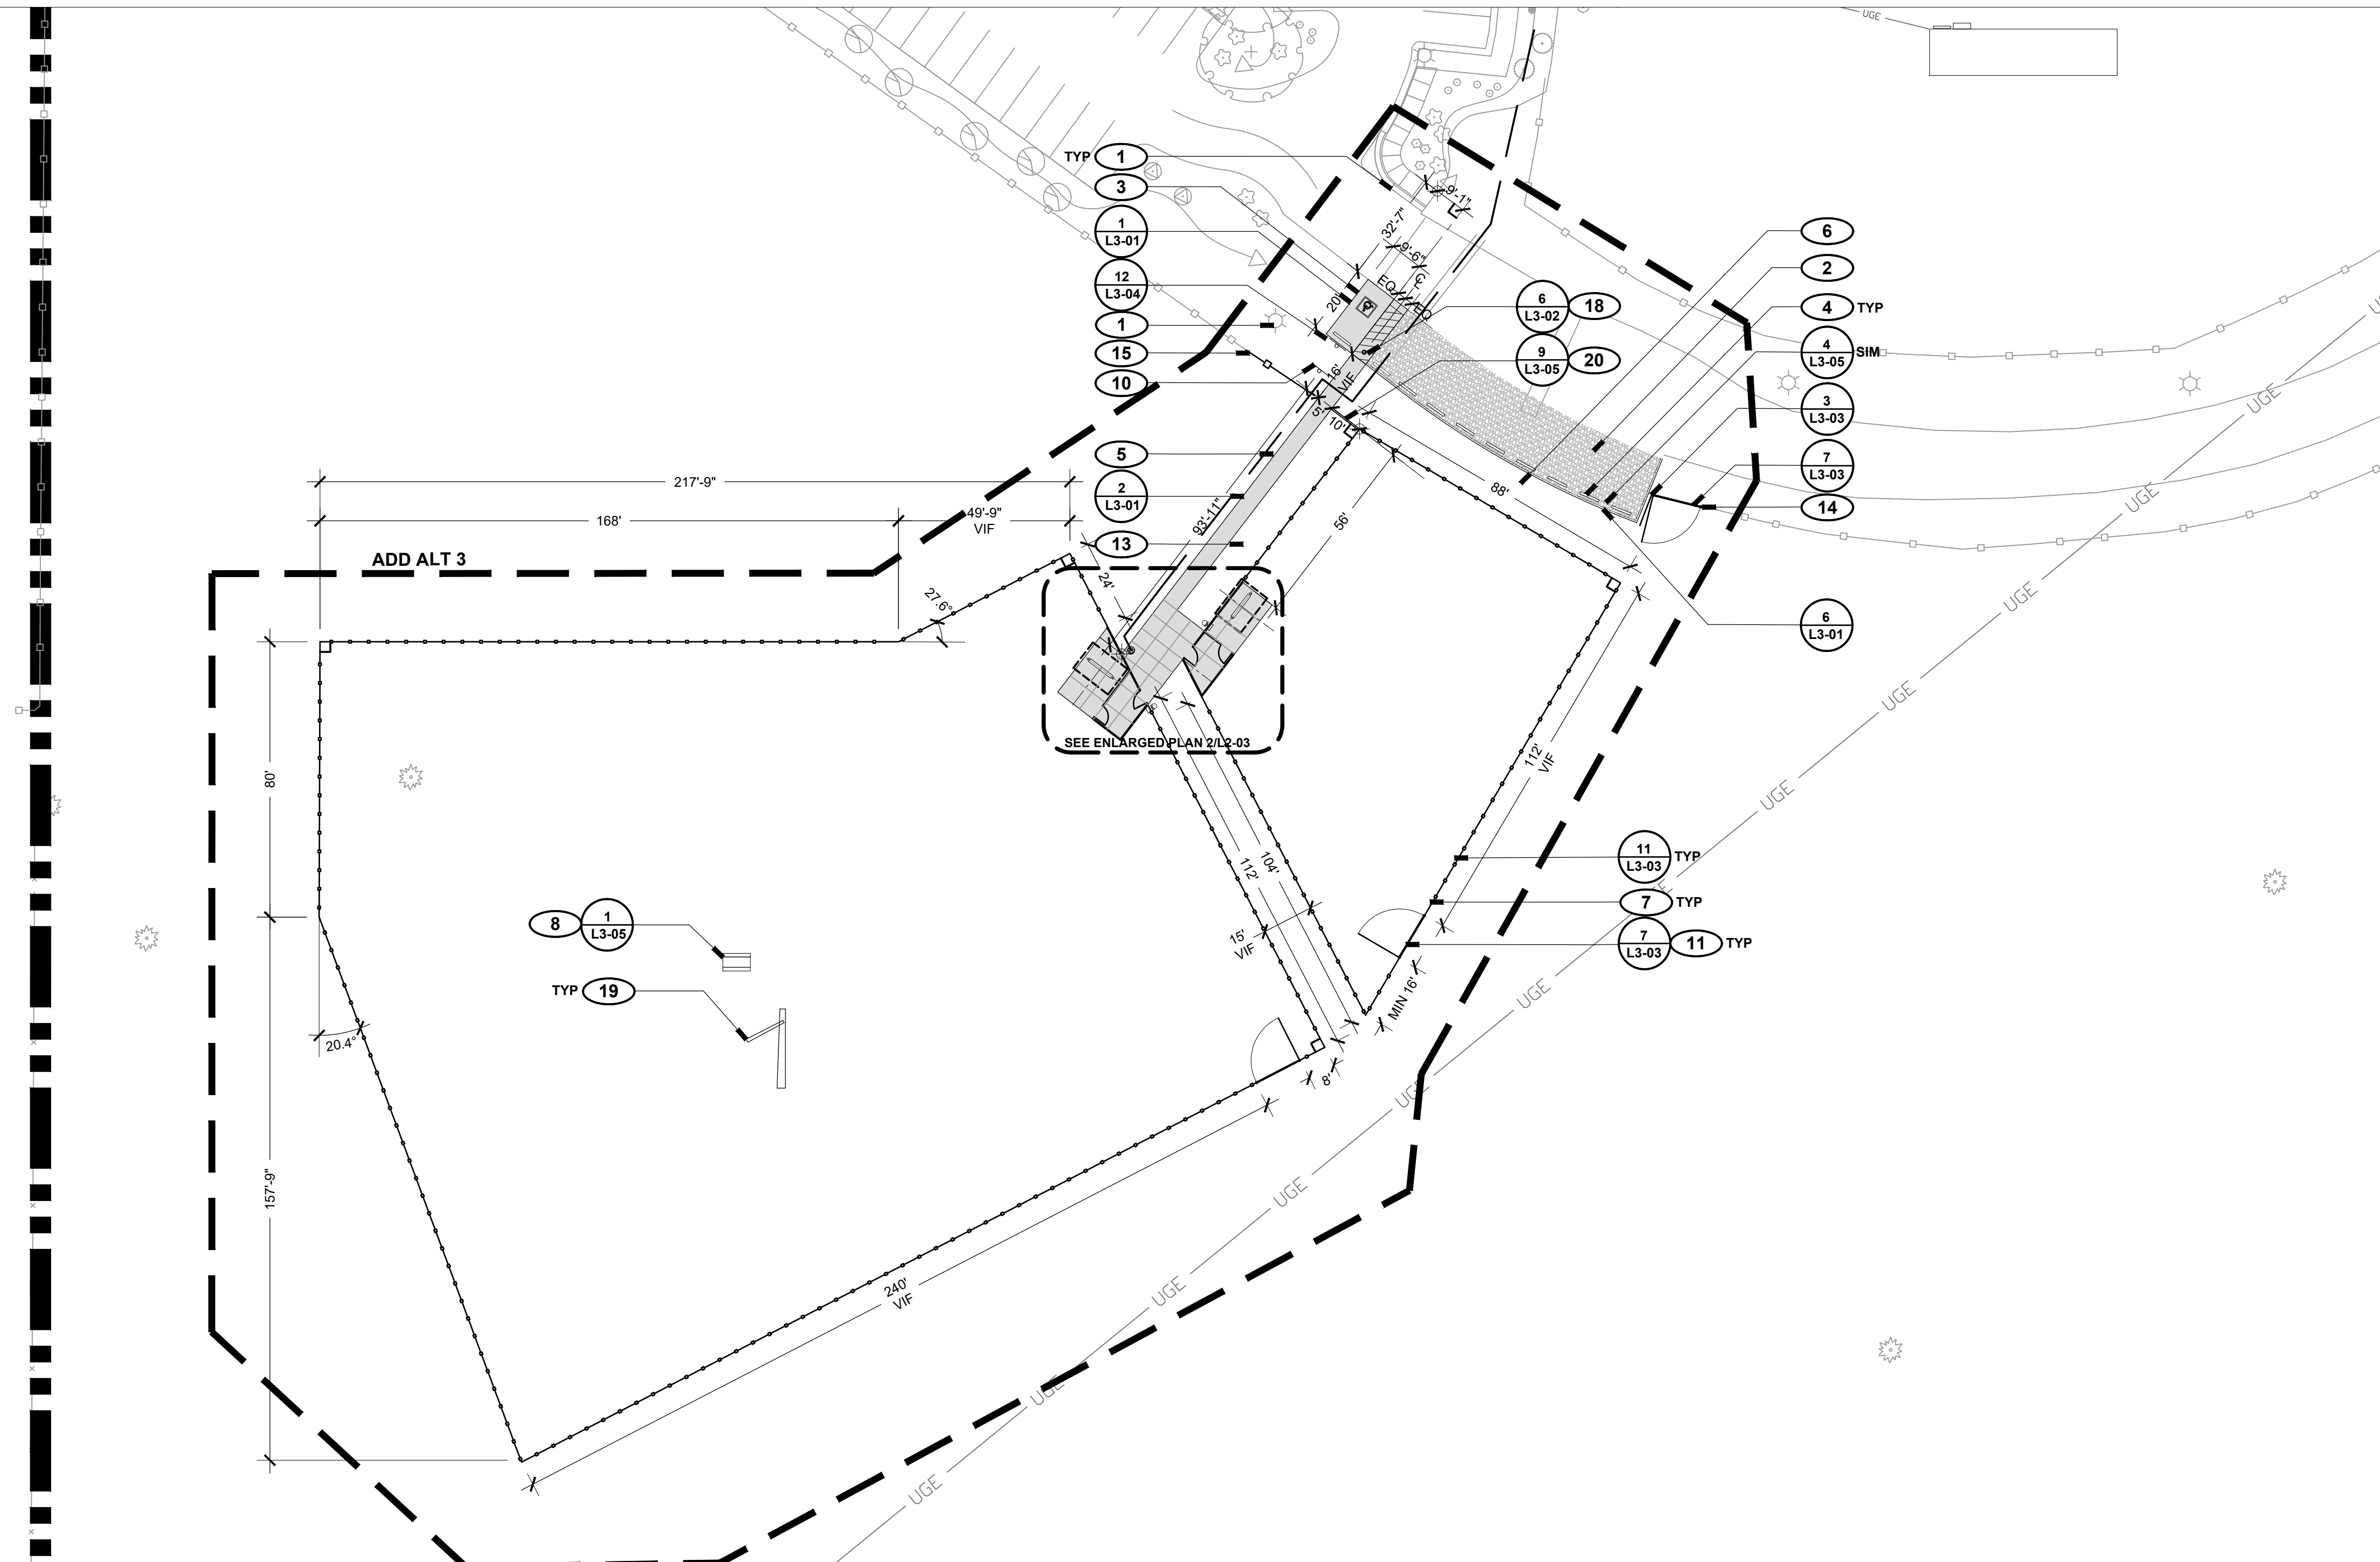 UGE
TYP 1
3
1
L3-01
12
L3-04
1
15
10
5
2
L3-01
13
9'-1"
32'-7"
9'-6"
EQ
EQ
20'
16'
VIF
5'
10'
6
L3-02
18
9
L3-05
20
6
2
4 TYP
4
L3-05
SIM
3
L3-03
7
L3-03
14
6
L3-01
UGE
UGE
UGE
UGE
UGE
UGE
UGE
UGE
UGE
UGE
UGE
217'-9"
168'
49'-9"
VIF
ADD ALT 3
27.6°
24'
93'-11"
56'
88'
112'
VIF
SEE ENLARGED PLAN 2/L2-03
80'
157'-9"
20.4°
8
1
L3-05
TYP 19
112'
104'
15'
VIF
MIN 16'
8'
240'
VIF
11
L3-03
TYP
7 TYP
7
L3-03
11 TYP